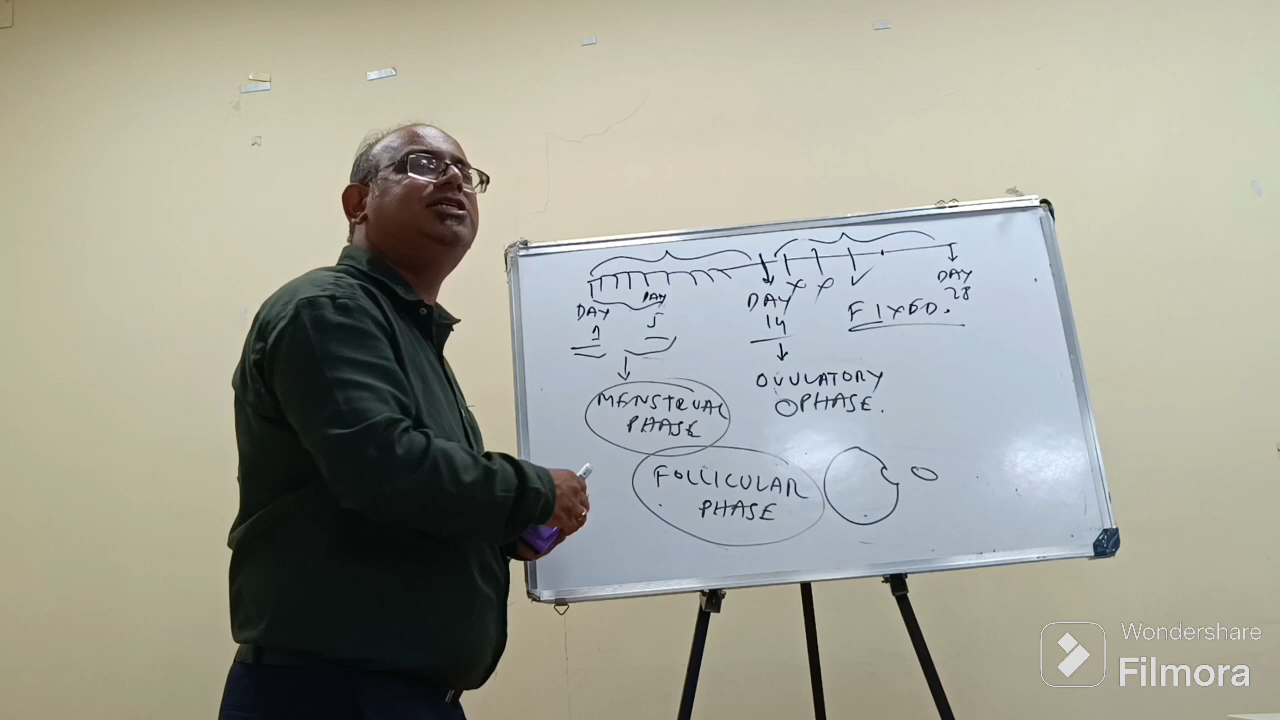 DAY
1
DAY
5
DAY
14
FIXED.
DAY
28
MENSTRUAL
PHASE
OVULATORY
PHASE.
FOLLICULAR
PHASE
Wondershare
Filmora